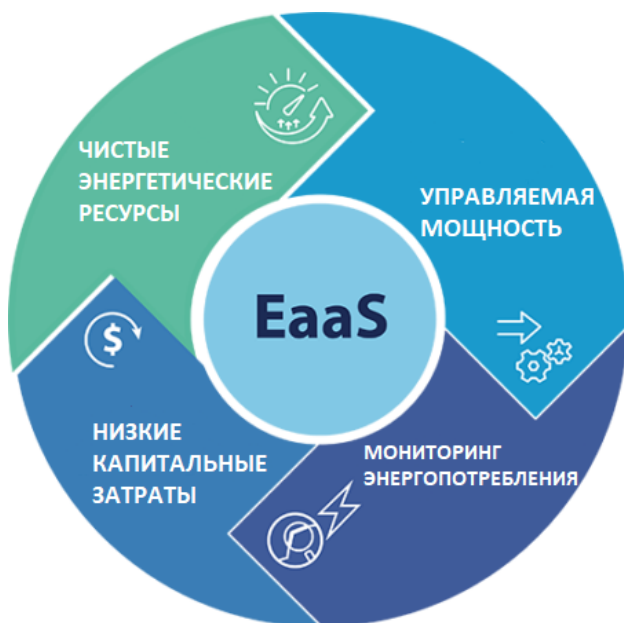 ЧИСТЫЕ
ЭНЕРГЕТИЧЕСКИЕ
РЕСУРСЫ
УПРАВЛЯЕМАЯ
МОЩНОСТЬ
EaaS
$
НИЗКИЕ
КАПИТАЛЬНЫЕ
ЗАТРАТЫ
МОНИТОРИНГ
ЭНЕРГОПОТРЕБЛЕНИЯ